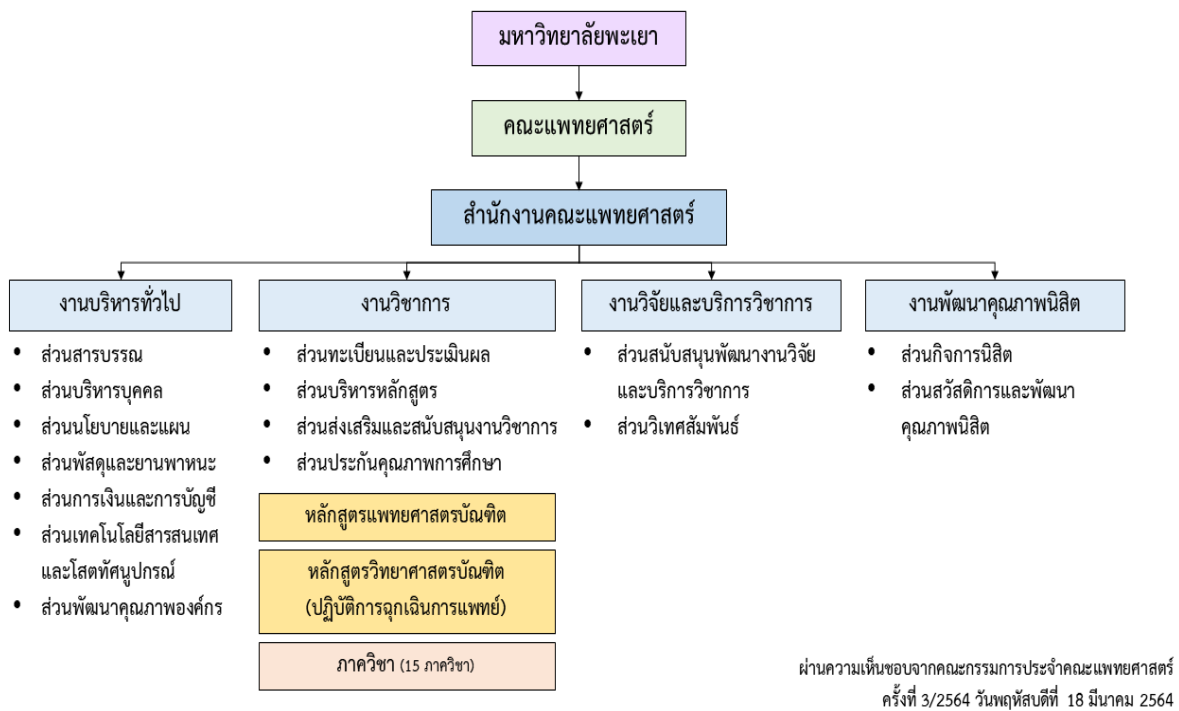 มหาวิทยาลัยพะเยา
คณะแพทยศาสตร์
สำนักงานคณะแพทยศาสตร์
งานบริหารทั่วไป
• ส่วนสารบรรณ
• ส่วนบริหารบุคคล
• ส่วนนโยบายและแผน
• ส่วนพัสดุและยานพาหนะ
• ส่วนการเงินและการบัญชี
• ส่วนเทคโนโลยีสารสนเทศ
และโสตทัศนูปกรณ์
• ส่วนพัฒนาคุณภาพองค์กร
งานวิชาการ
• ส่วนทะเบียนและประเมินผล
• ส่วนบริหารหลักสูตร
• ส่วนส่งเสริมและสนับสนุนงานวิชาการ
• ส่วนประกันคุณภาพการศึกษา
หลักสูตรแพทยศาสตรบัณฑิต
หลักสูตรวิทยาศาสตรบัณฑิต
(ปฏิบัติการฉุกเฉินการแพทย์)
ภาควิชา (15 ภาควิชา)
งานวิจัยและบริการวิชาการ
• ส่วนสนับสนุนพัฒนางานวิจัย
และบริการวิชาการ
• ส่วนวิเทศสัมพันธ์
งานพัฒนาคุณภาพนิสิต
• ส่วนกิจการนิสิต
• ส่วนสวัสดิการและพัฒนา
คุณภาพนิสิต
ผ่านความเห็นชอบจากคณะกรรมการประจำคณะแพทยศาสตร์
ครั้งที่ 3/2564 วันพฤหัสบดีที่ 18 มีนาคม 2564